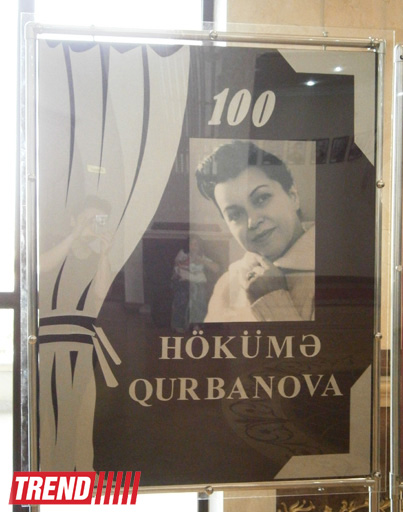 100
HÖKÜMƏ
QURBANOVA
TREND